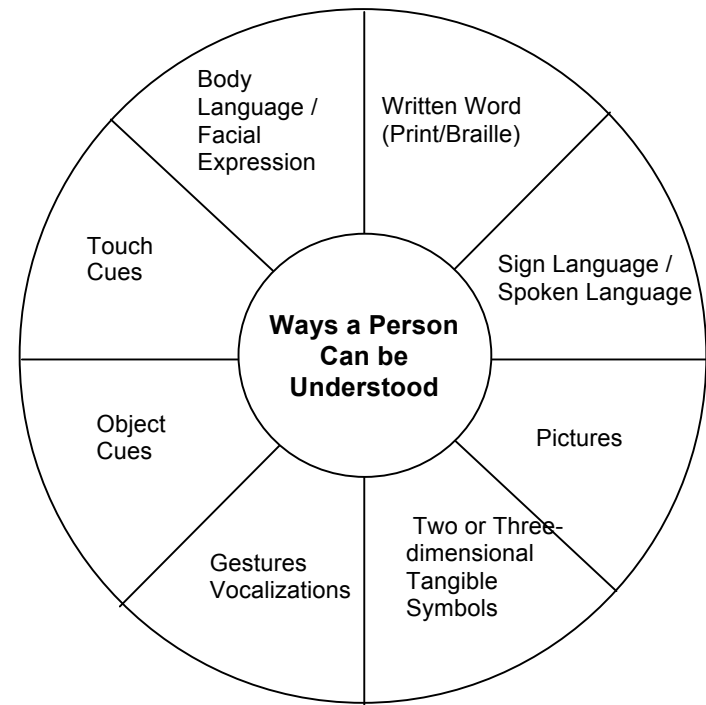 Body
Language /
Facial
Expression
Written Word
(Print/Braille)
Sign Language /
Spoken Language
Pictures
Two or Three-
dimensional
Tangible
Symbols
Gestures
Vocalizations
Object
Cues
Touch
Cues
Ways a Person
Can be
Understood